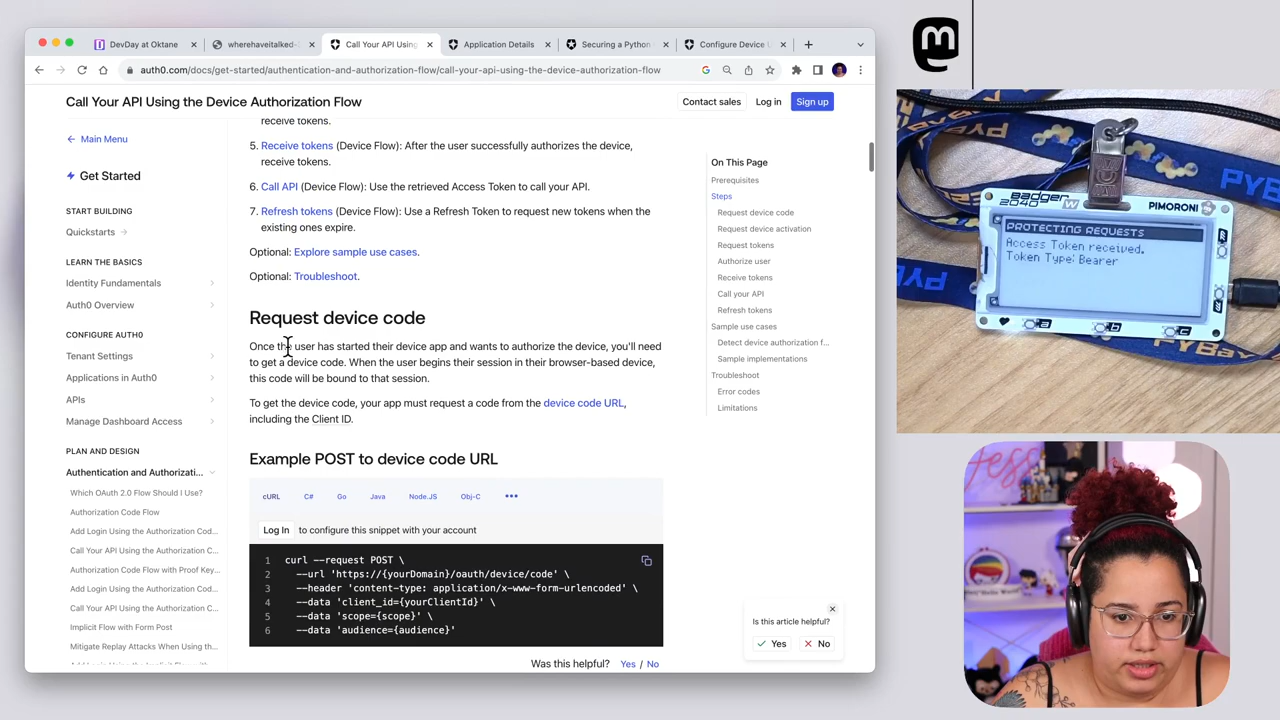 DevDay at Oktane
wherehaveitalked-
Call Your API Using
Application Details
Securing a Python
Configure Device U
auth0.com/docs/get-started/authentication-and-authorization-flow/call-your-api-using-the-device-authorization-flow
Call Your API Using the Device Authorization Flow
Contact sales
Log in
Sign up
Main Menu
Get Started
START BUILDING
Quickstarts
LEARN THE BASICS
Identity Fundamentals
Auth0 Overview
CONFIGURE AUTH0
Tenant Settings
Applications in Auth0
APIs
Manage Dashboard Access
PLAN AND DESIGN
Authentication and Authorizati...
Which OAuth 2.0 Flow Should I Use?
Authorization Code Flow
Add Login Using the Authorization Cod...
Call Your API Using the Authorization C...
Authorization Code Flow with Proof Key...
Add Login Using the Authorization Cod...
Call Your API Using the Authorization C...
Implicit Flow with Form Post
Mitigate Replay Attacks When Using th...
receive tokens.
5. Receive tokens (Device Flow): After the user successfully authorizes the device,
receive tokens.
6. Call API (Device Flow): Use the retrieved Access Token to call your API.
7. Refresh tokens (Device Flow): Use a Refresh Token to request new tokens when the
existing ones expire.
Optional: Explore sample use cases.
Optional: Troubleshoot.
Request device code
Once the user has started their device app and wants to authorize the device, you'll need
to get a device code. When the user begins their session in their browser-based device,
this code will be bound to that session.
To get the device code, your app must request a code from the device code URL,
including the Client ID.
Example POST to device code URL
cURL C# Go Java Node.JS Obj-C •••
Log In to configure this snippet with your account
1 curl --request POST \
2 --url 'https://{yourDomain}/oauth/device/code' \
3 --header 'content-type: application/x-www-form-urlencoded' \
4 --data 'client_id={yourClientId}' \
5 --data 'scope={scope}' \
6 --data 'audience={audience}'
Was this helpful? Yes / No
On This Page
Prerequisites
Steps
Request device code
Request device activation
Request tokens
Authorize user
Receive tokens
Call your API
Refresh tokens
Sample use cases
Detect device authorization f...
Sample implementations
Troubleshoot
Error codes
Limitations
Is this article helpful?
Yes
No
m
PYBAY
badger
2040 W
PIMORONI
PROTECTING REQUESTS
Access Token received.
Token Type: Bearer
a
b
c
PYBay